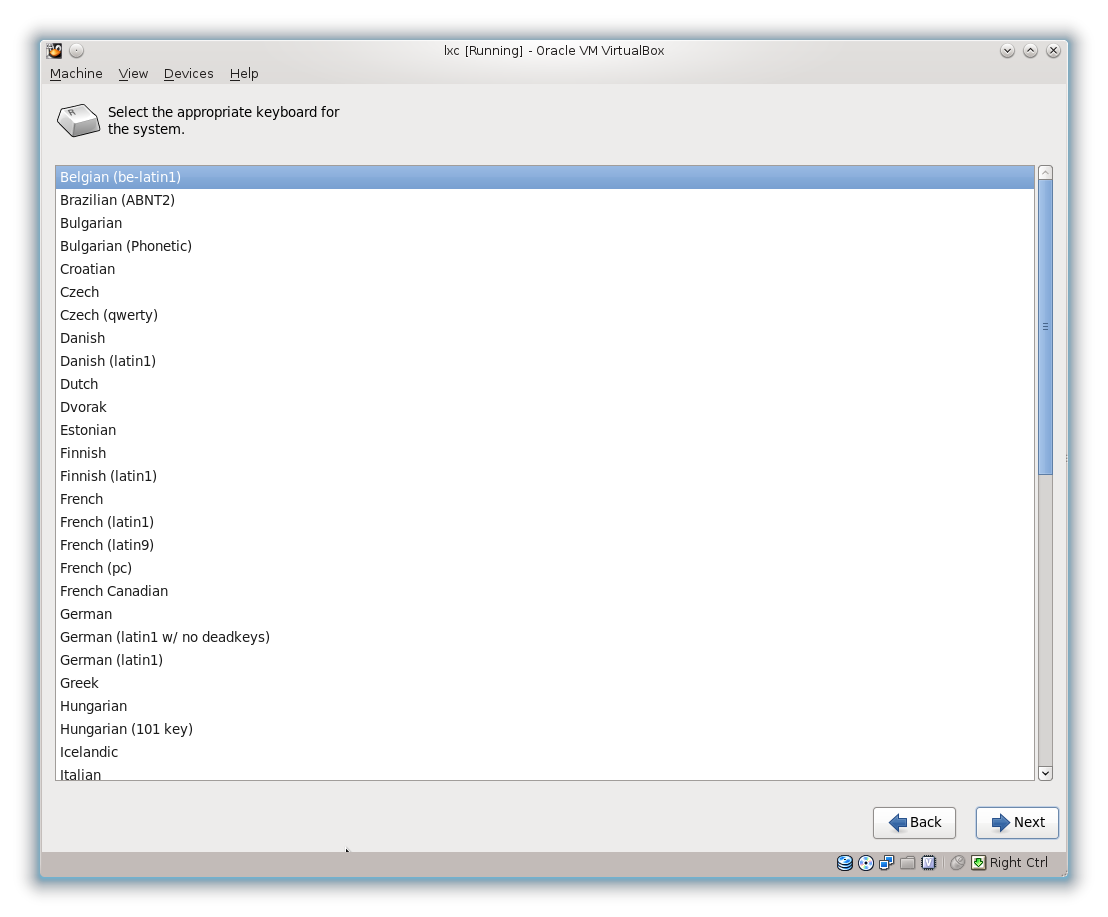 lxc [Running] - Oracle VM VirtualBox
Machine View Devices Help
Select the appropriate keyboard for
the system.
Belgian (be-latin1)
Brazilian (ABNT2)
Bulgarian
Bulgarian (Phonetic)
Croatian
Czech
Czech (qwerty)
Danish
Danish (latin1)
Dutch
Dvorak
Estonian
Finnish
Finnish (latin1)
French
French (latin1)
French (latin9)
French (pc)
French Canadian
German
German (latin1 w/ no deadkeys)
German (latin1)
Greek
Hungarian
Hungarian (101 key)
Icelandic
Italian
Back Next
Right Ctrl